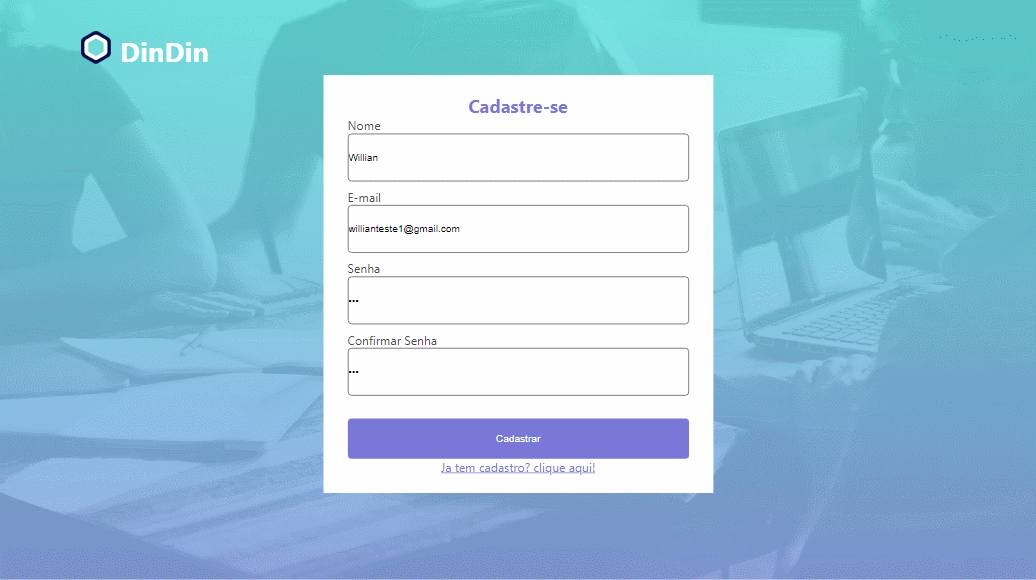 DinDin
Cadastre-se
Nome
Willian
E-mail
willianteste1@gmail.com
Senha
•••
Confirmar Senha
•••
Cadastrar
Ja tem cadastro? clique aqui!